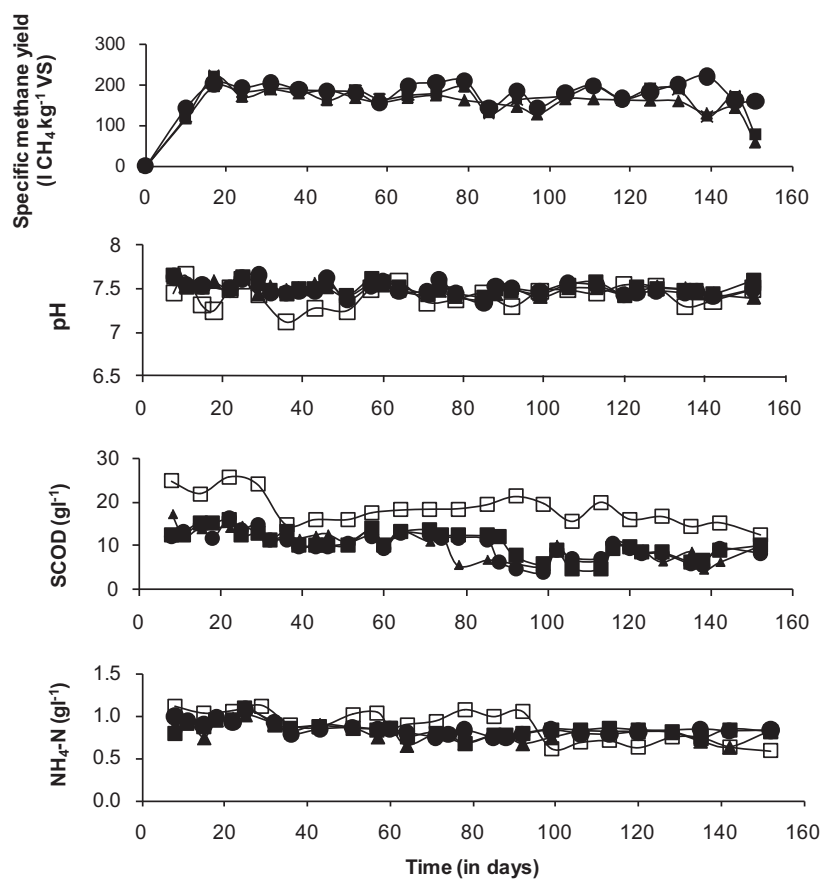 Specific methane yield
(l CH4 kg-1 VS)
300
200
100
0
0 20 40 60 80 100 120 140 160
pH
8
7.5
7
6.5
0 20 40 60 80 100 120 140 160
SCOD (gl-1)
30
20
10
0
0 20 40 60 80 100 120 140 160
NH4-N (gl-1)
1.5
1.0
0.5
0.0
0 20 40 60 80 100 120 140 160
Time (in days)